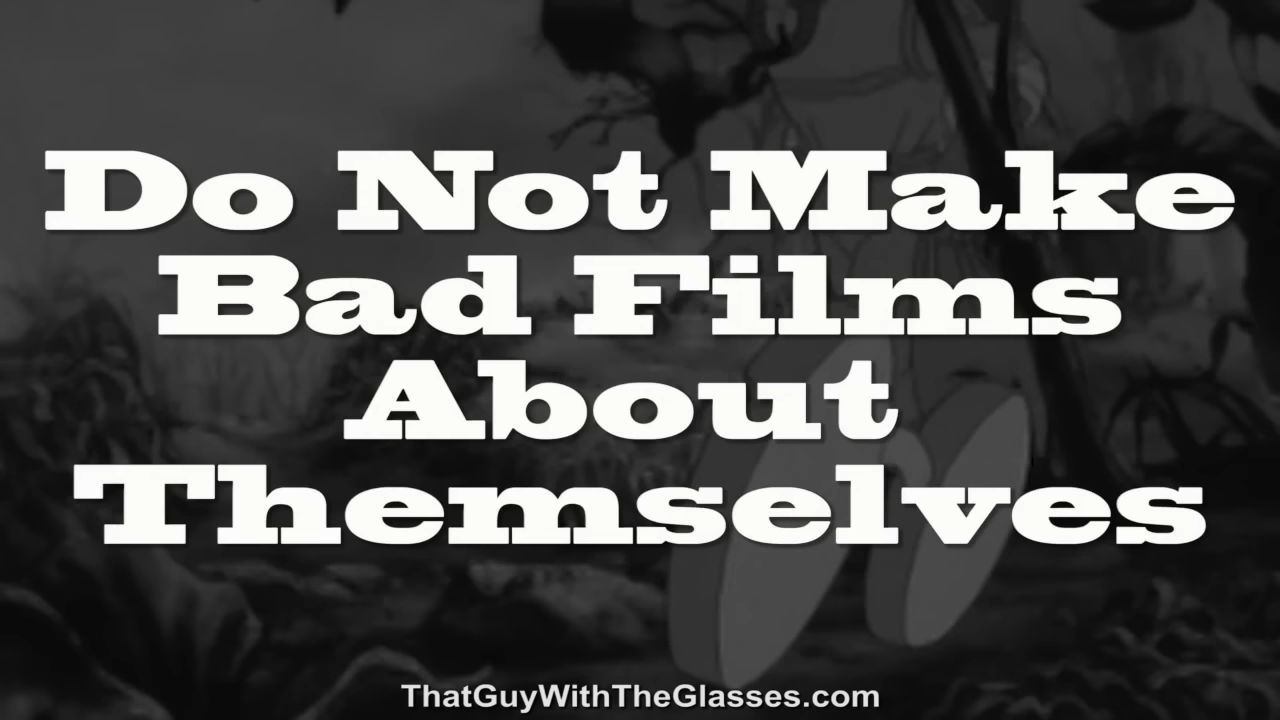 Do Not Make
Bad Films
About
Themselves
ThatGuyWithTheGlasses.com